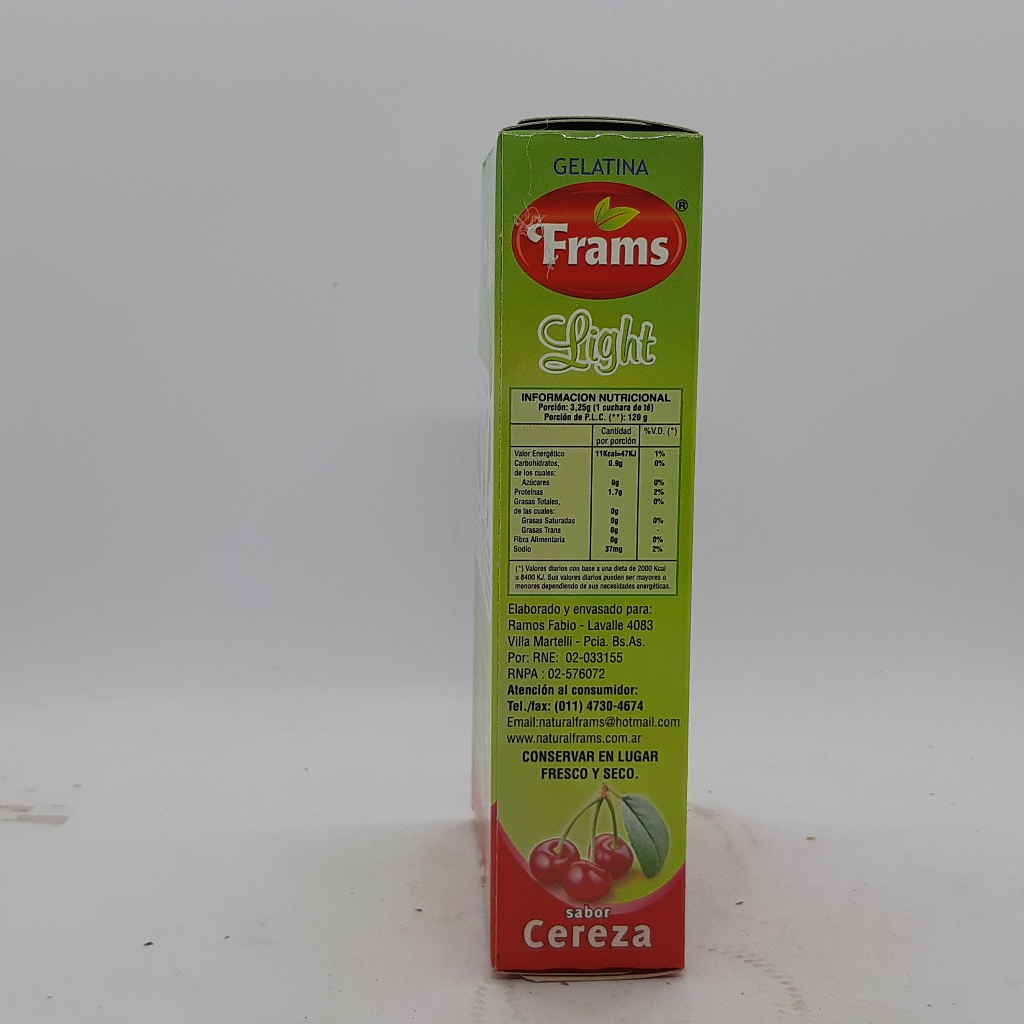 GELATINA
Frams ®
Light
INFORMACION NUTRICIONAL
Porción: 3,25g (1 cuchara de té)
Porción de P.L.C. (**): 120 g
Cantidad por porción %V.D. (*)
Valor Energético 11Kcal=47KJ 1%
Carbohidratos, 0.9g 0%
de los cuales:
Azúcares 0g 0%
Proteínas 1.7g 2%
Grasas Totales, 0%
de las cuales: 0g
Grasas Saturadas 0g 0%
Grasas Trans 0g -
Fibra Alimentaria 0g 0%
Sodio 37mg 2%
(*) Valores diarios con base a una dieta de 2000 Kcal
u 8400 KJ. Sus valores diarios pueden ser mayores o
menores dependiendo de sus necesidades energéticas.
Elaborado y envasado para:
Ramos Fabio - Lavalle 4083
Villa Martelli - Pcia. Bs.As.
Por: RNE: 02-033155
RNPA : 02-576072
Atención al consumidor:
Tel./fax: (011) 4730-4674
Email:naturalframs@hotmail.com
www.naturalframs.com.ar
CONSERVAR EN LUGAR
FRESCO Y SECO.
sabor
Cereza